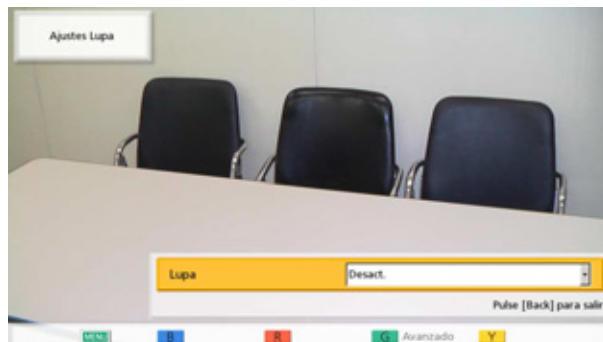 Ajustes Lupa
Lupa Desact.
Pulse [Back] para salir
MENU B R G Avanzado Y